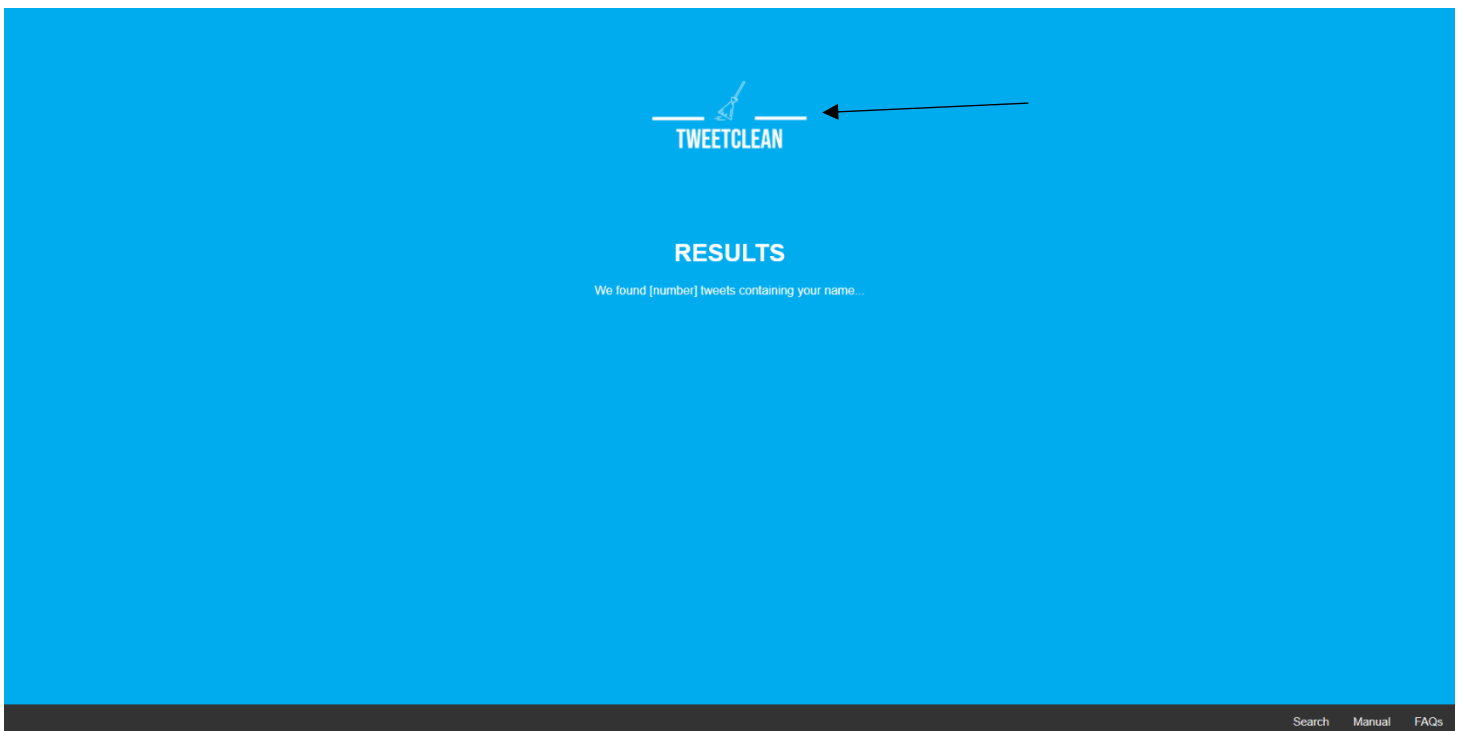 TWEETCLEAN
RESULTS
We found [number] tweets containing your name...
Search Manual FAQs